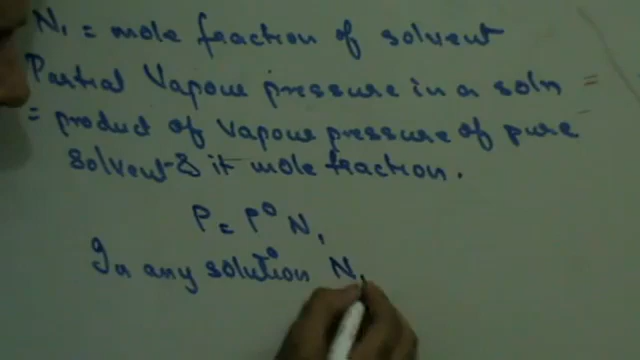 N₁ = mole fraction of solvent
Partial Vapour pressure in a soln =
= product of vapour pressure of pure
solvent & it mole fraction.
P = P⁰ N₁
In any solution N₁